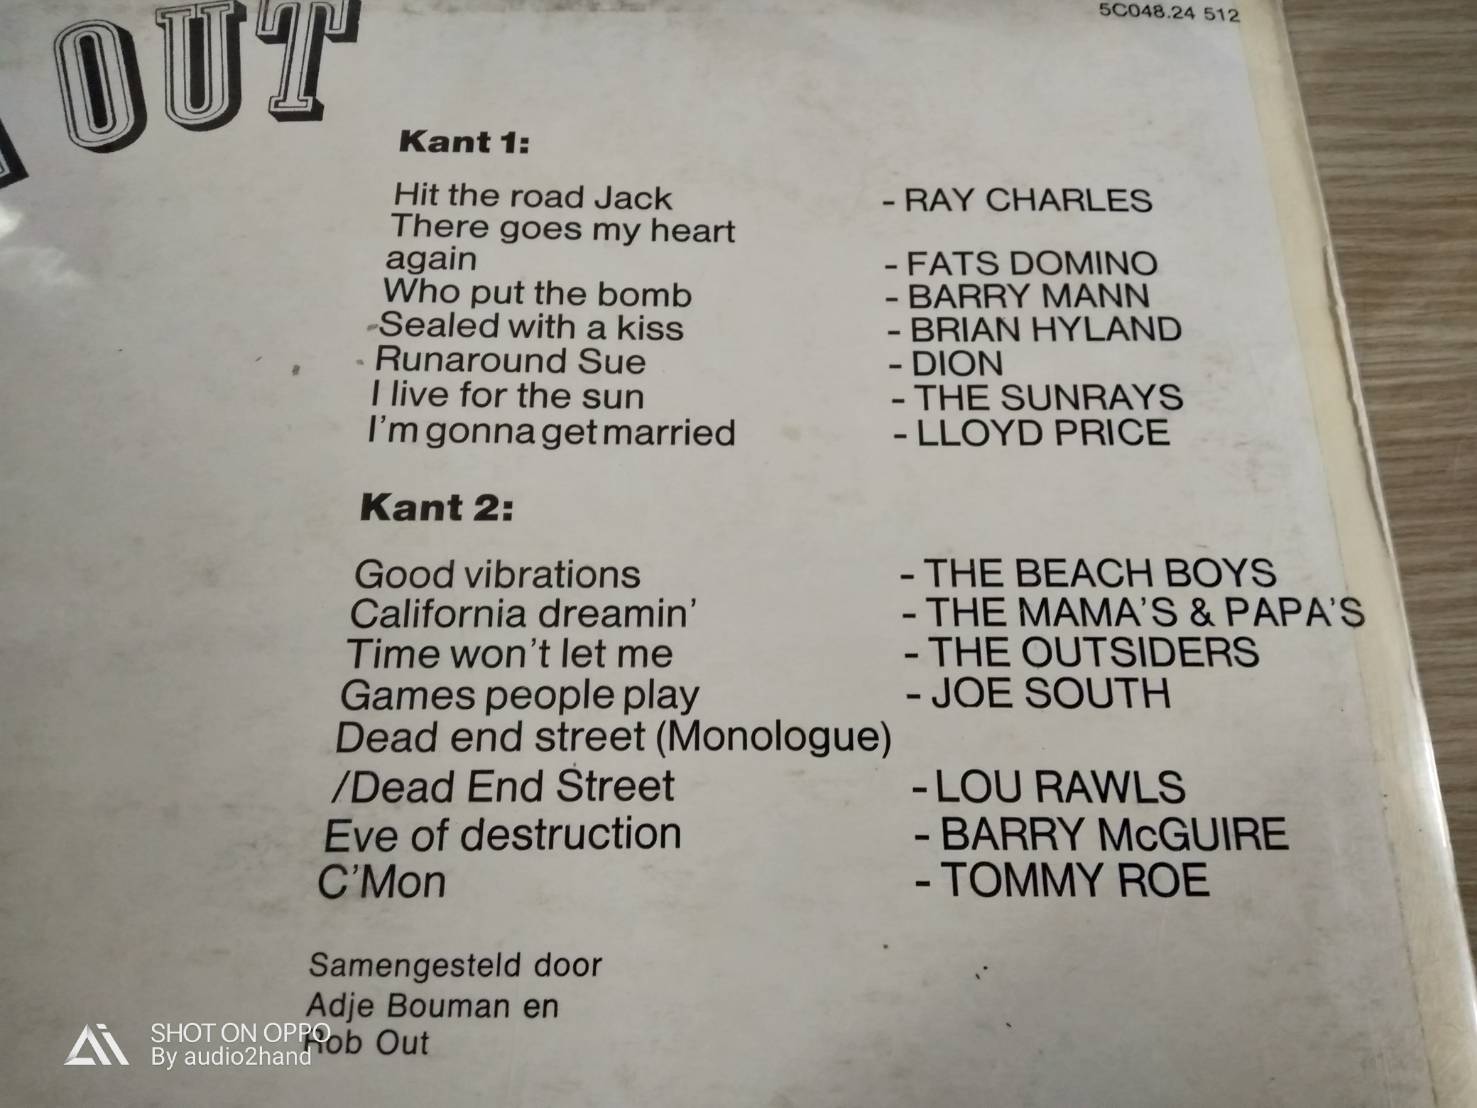 OUT
5C048.24 512
Kant 1:
Hit the road Jack - RAY CHARLES
There goes my heart
again - FATS DOMINO
Who put the bomb - BARRY MANN
Sealed with a kiss - BRIAN HYLAND
Runaround Sue - DION
I live for the sun - THE SUNRAYS
I'm gonna get married - LLOYD PRICE
Kant 2:
Good vibrations - THE BEACH BOYS
California dreamin' - THE MAMA'S & PAPA'S
Time won't let me - THE OUTSIDERS
Games people play - JOE SOUTH
Dead end street (Monologue)
/Dead End Street - LOU RAWLS
Eve of destruction - BARRY McGUIRE
C'Mon - TOMMY ROE
Samengesteld door
Adje Bouman en
Rob Out
SHOT ON OPPO
By audio2hand